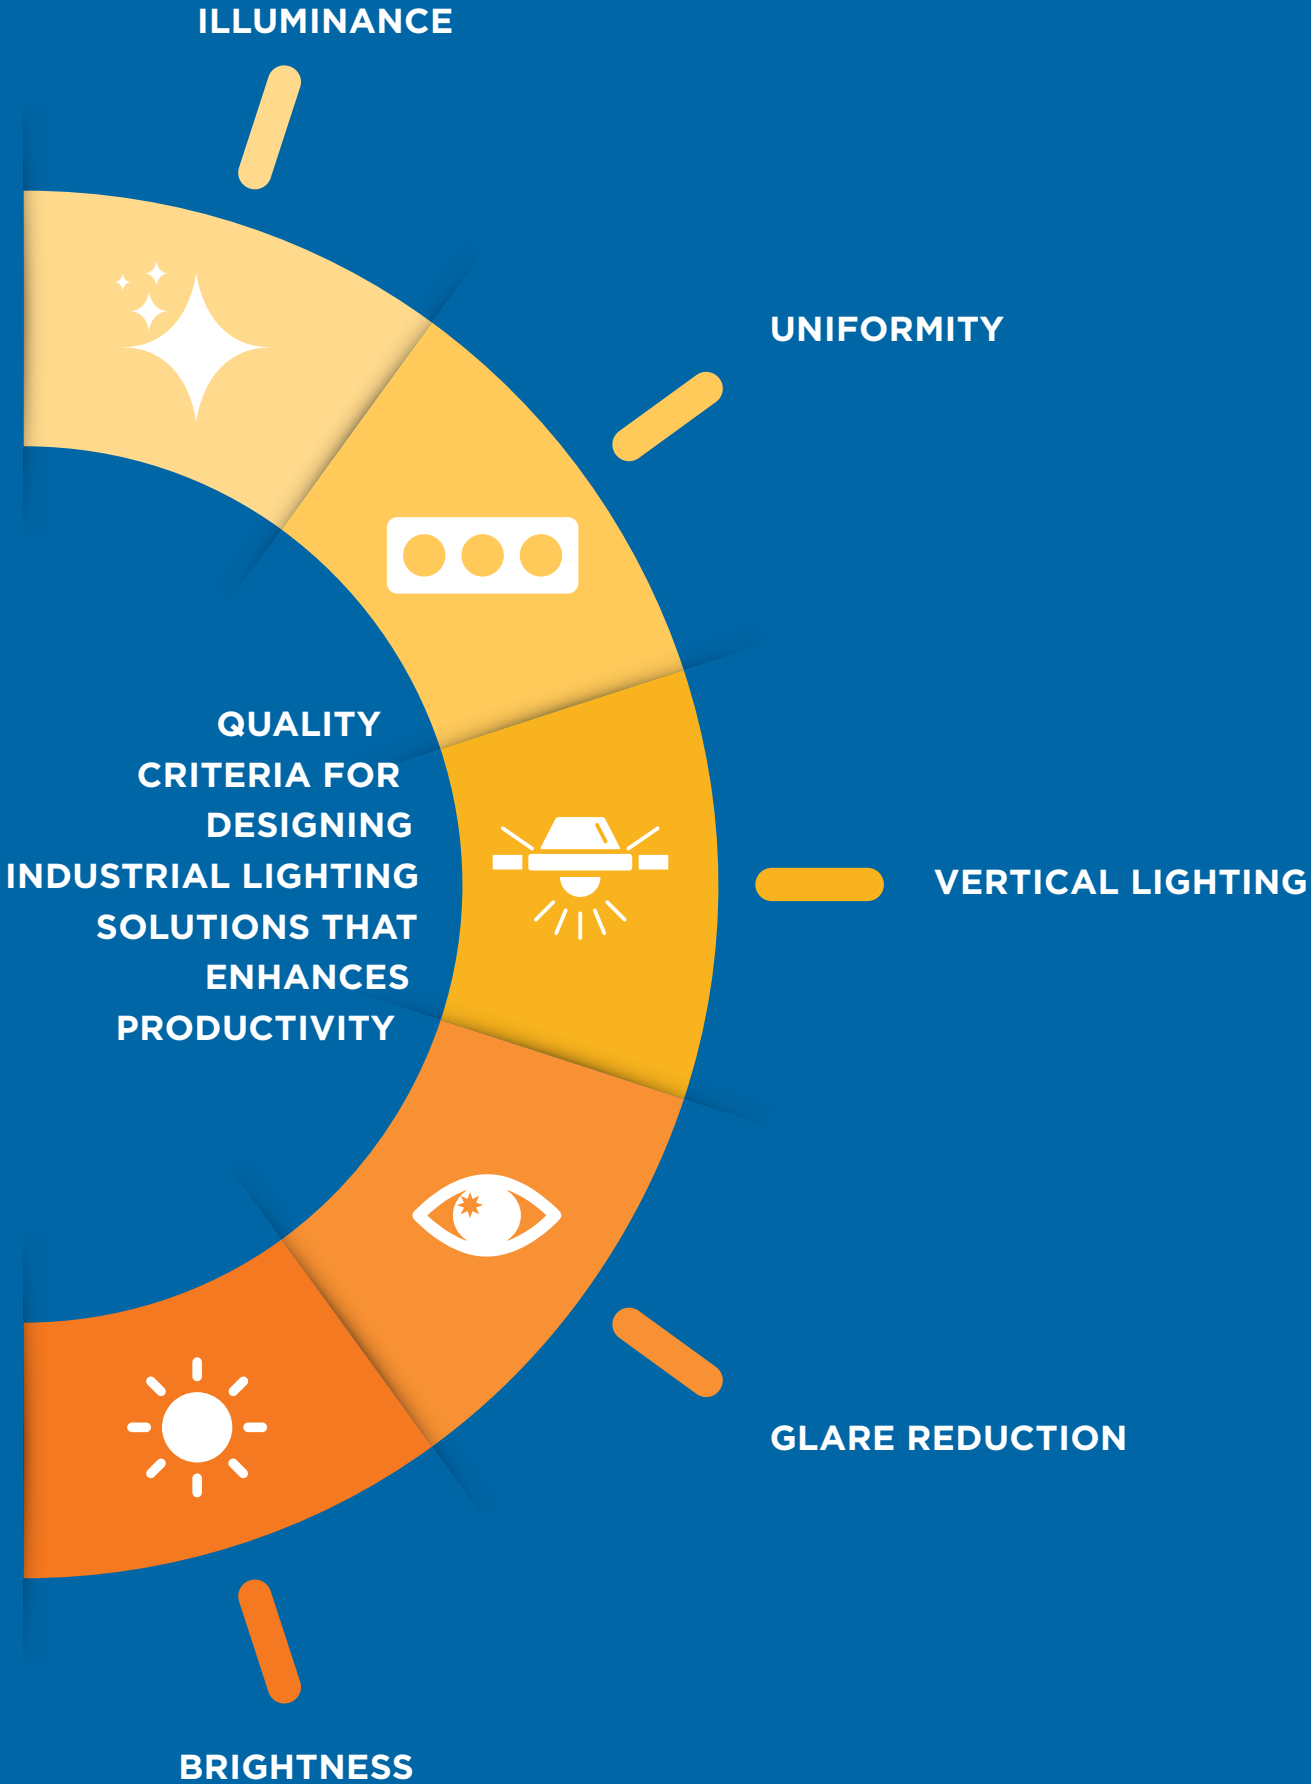 ILLUMINANCE
UNIFORMITY
QUALITY
CRITERIA FOR
DESIGNING
INDUSTRIAL LIGHTING
SOLUTIONS THAT
ENHANCES
PRODUCTIVITY
VERTICAL LIGHTING
GLARE REDUCTION
BRIGHTNESS